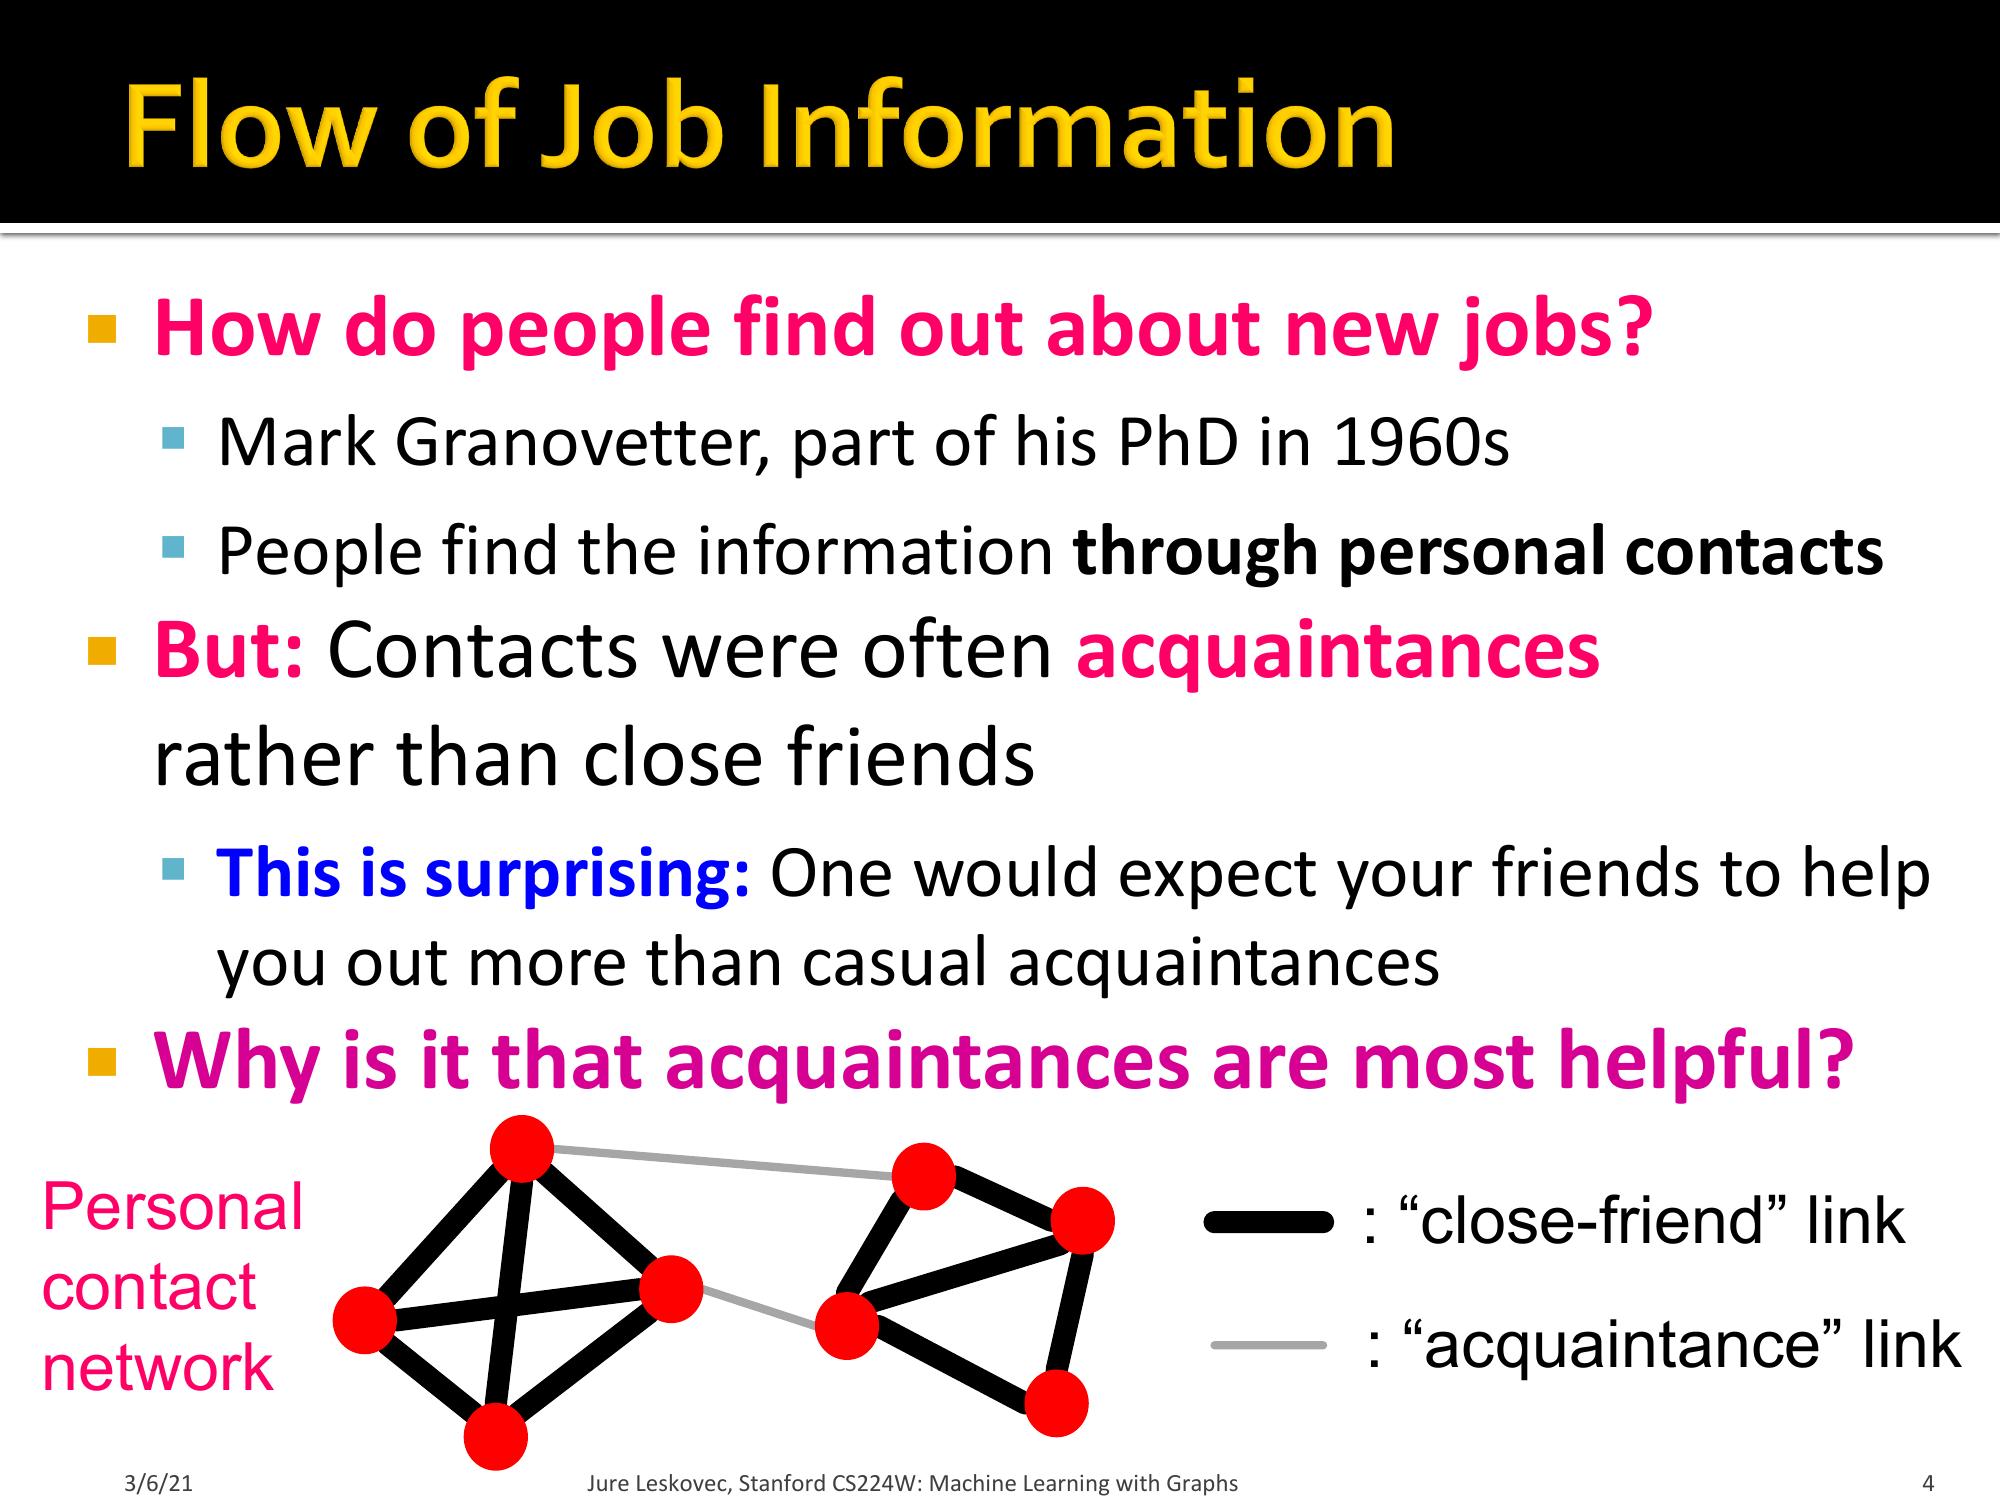 Flow of Job Information
How do people find out about new jobs?
Mark Granovetter, part of his PhD in 1960s
People find the information through personal contacts
But: Contacts were often acquaintances
rather than close friends
This is surprising: One would expect your friends to help
you out more than casual acquaintances
Why is it that acquaintances are most helpful?
Personal
contact
network
: “close-friend” link
: “acquaintance” link
3/6/21
Jure Leskovec, Stanford CS224W: Machine Learning with Graphs
4